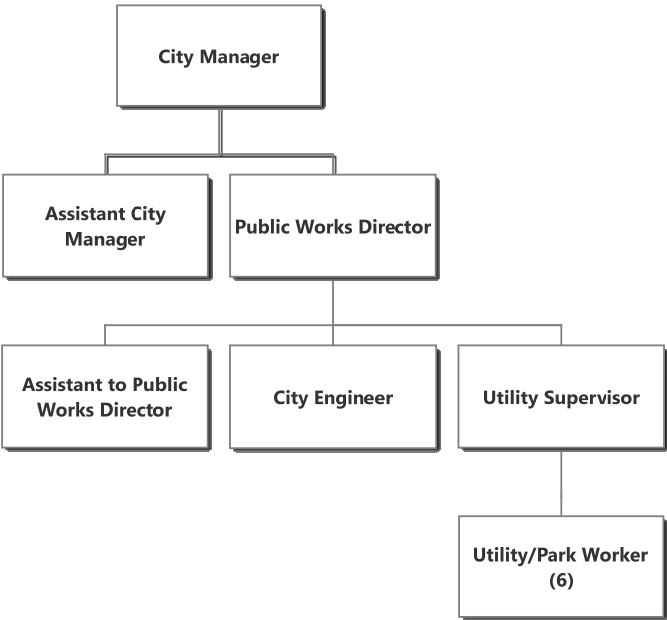 City Manager
Assistant City
Manager
Public Works Director
Assistant to Public
Works Director
City Engineer
Utility Supervisor
Utility/Park Worker
(6)